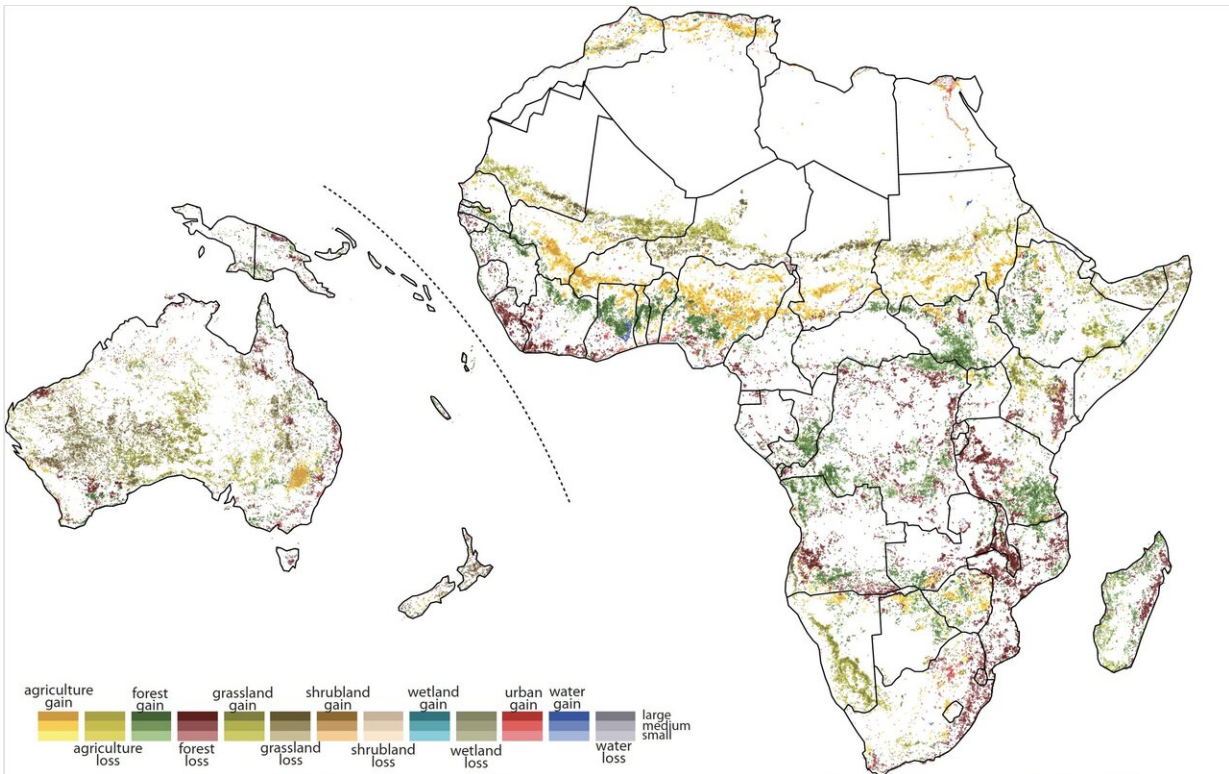 agriculture
gain
forest
gain
grassland
gain
shrubland
gain
wetland
gain
urban
gain
water
gain
large
medium
small
agriculture
loss
forest
loss
grassland
loss
shrubland
loss
wetland
loss
water
loss